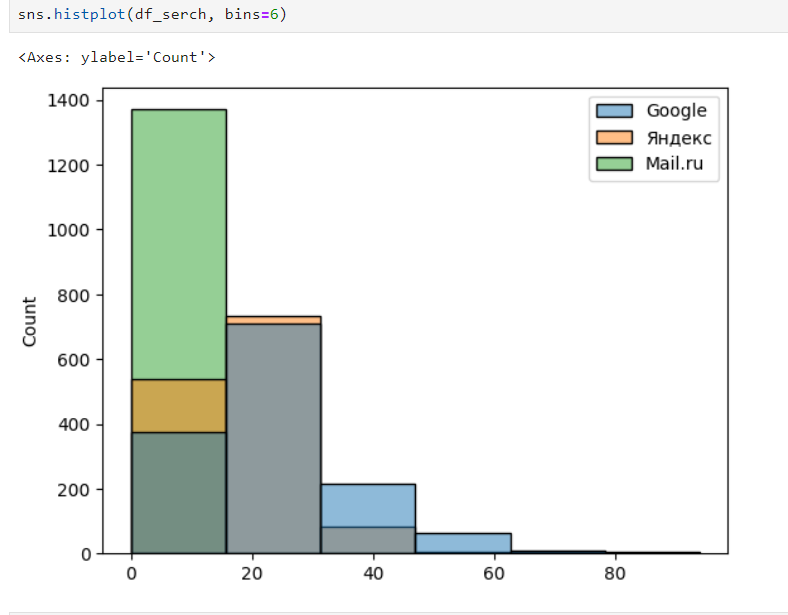 sns.histplot(df_serch, bins=6)
<Axes: ylabel='Count'>
1400
1200
1000
800
600
400
200
0
Count
Google
Яндекс
Mail.ru
0 20 40 60 80